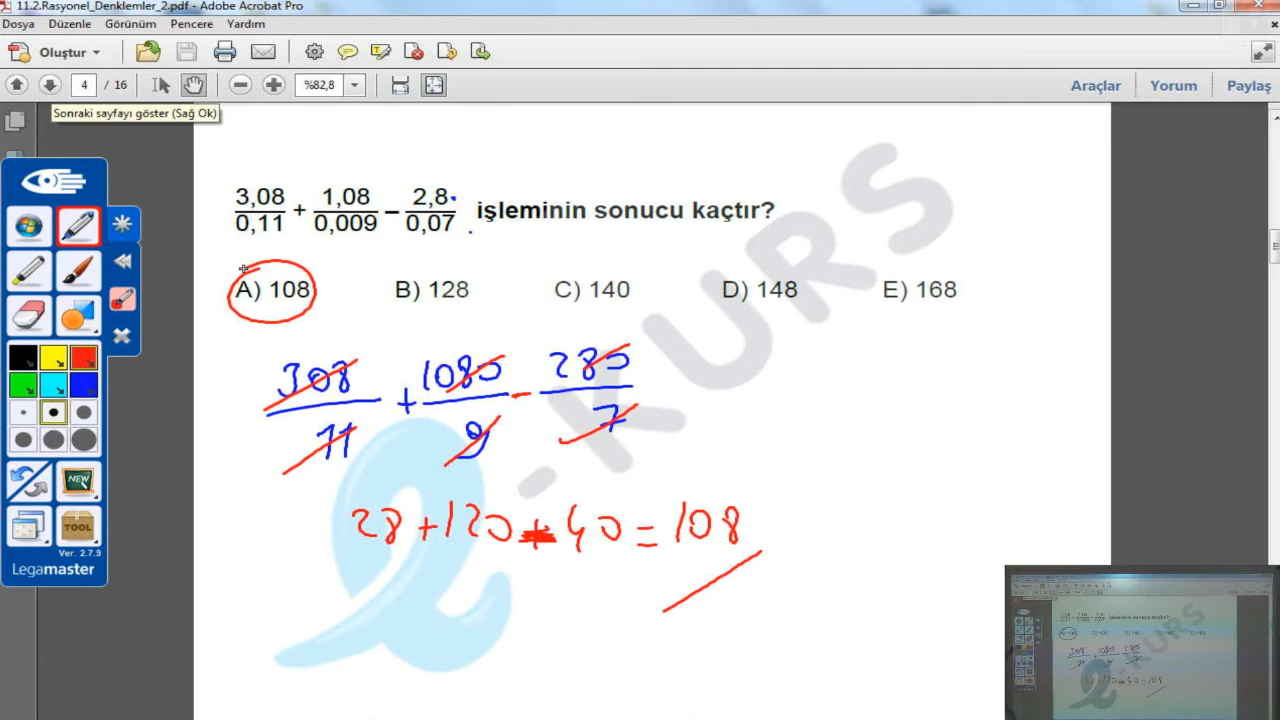 11.2.Rasyonel_Denklemler_2.pdf - Adobe Acrobat Pro
Dosya Düzenle Görünüm Pencere Yardım
Oluştur
4 / 16 %82,8 Araçlar Yorum Paylaş
Sonraki sayfayı göster (Sağ Ok)
3,08/0,11 + 1,08/0,009 – 2,8/0,07 işleminin sonucu kaçtır?
A) 108 B) 128 C) 140 D) 148 E) 168
308/11 + 1080/9 - 280/7
28 + 120 - 40 = 108
e-KURS
NEW
TOOL
Ver. 2.7.9
Legamaster